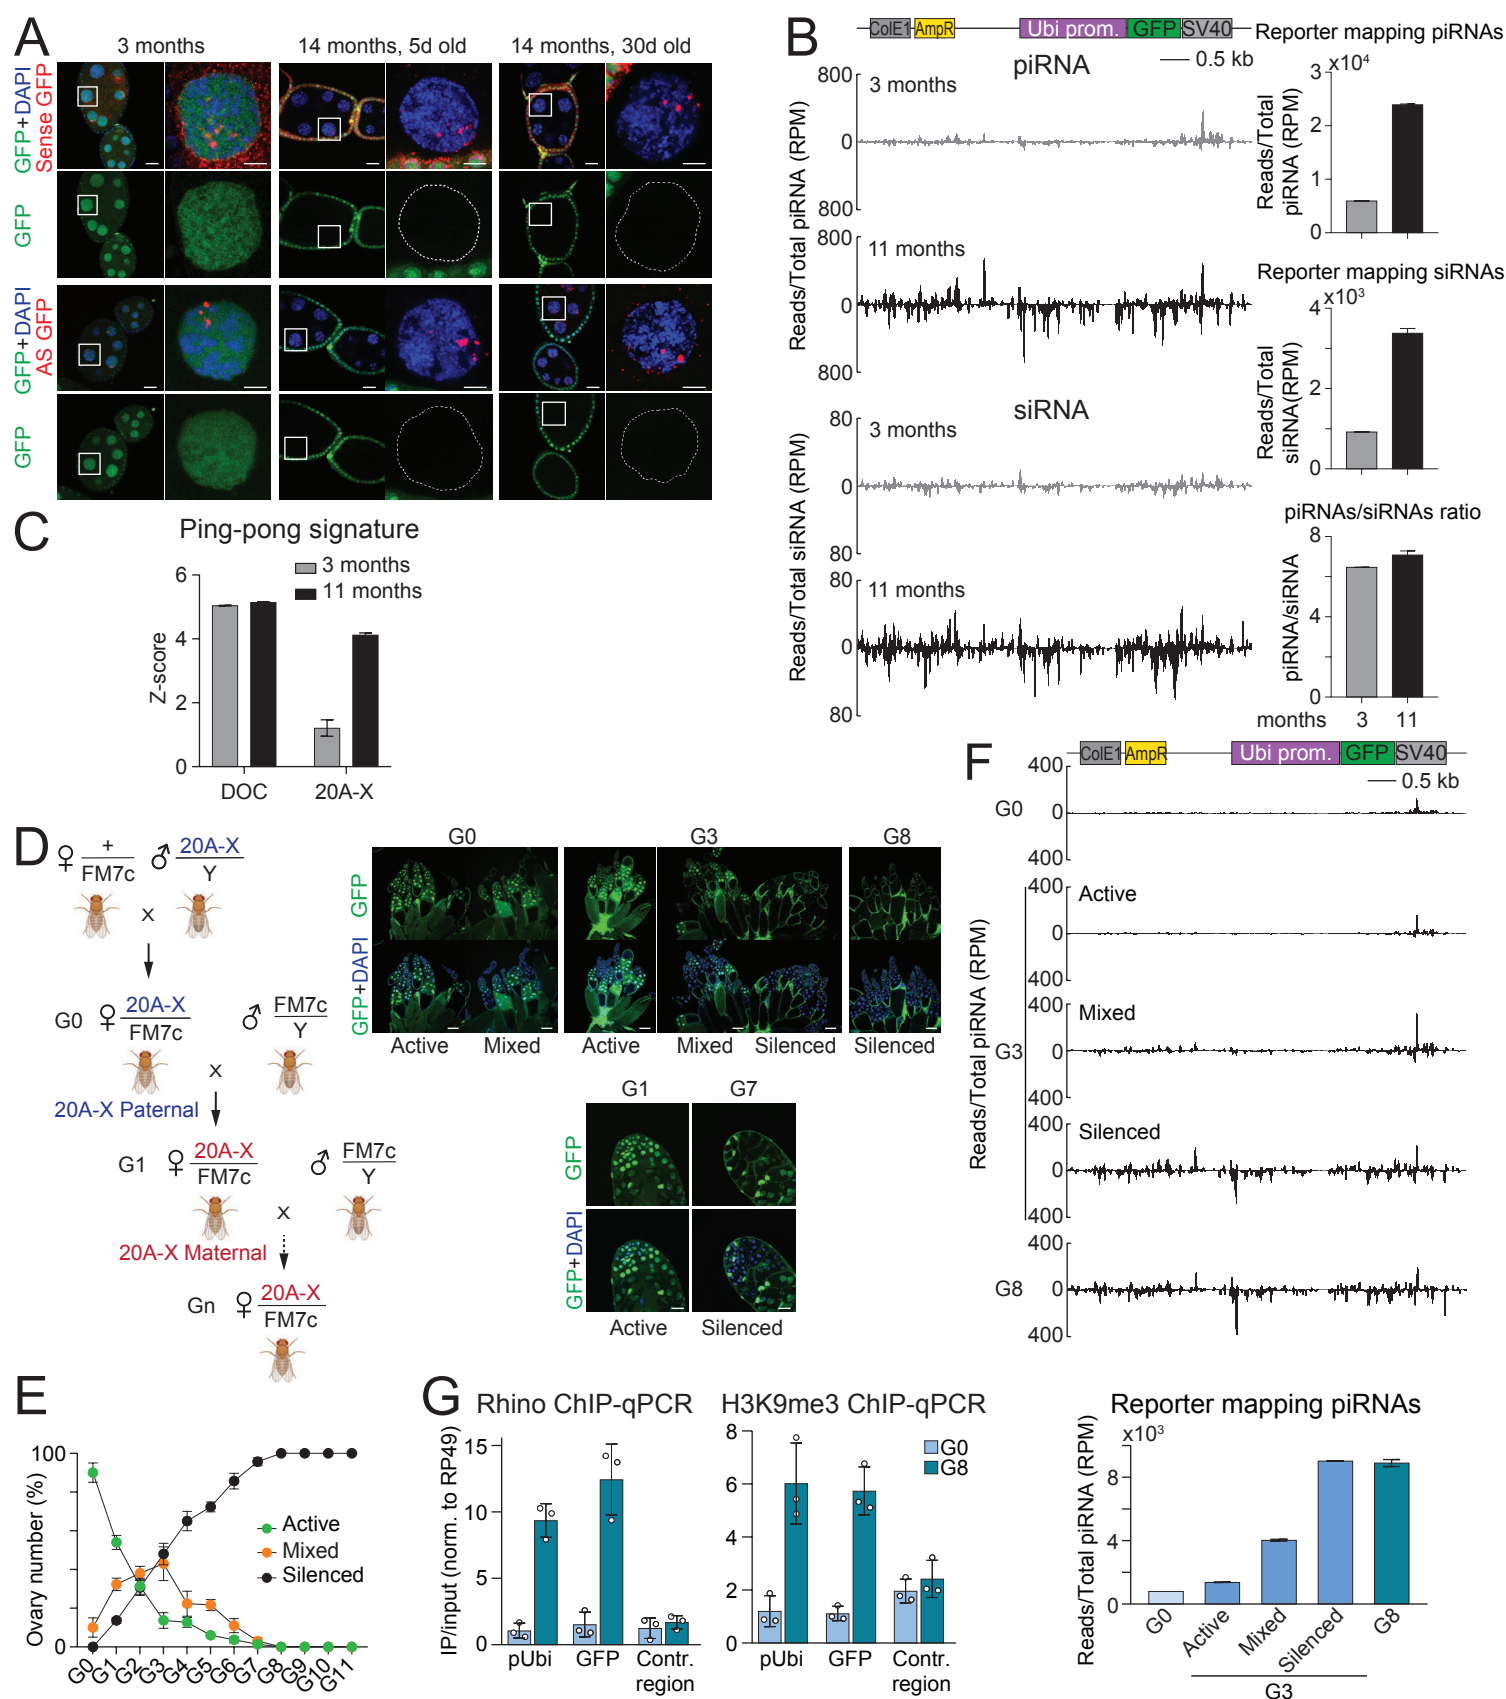 A
3 months
14 months, 5d old
14 months, 30d old
GFP+DAPI
Sense GFP
GFP
GFP+DAPI
AS GFP
GFP
B
ColE1
AmpR
Ubi prom.
GFP
SV40
0.5 kb
piRNA
Reads/Total piRNA (RPM)
800
3 months
0
800
800
11 months
0
800
siRNA
Reads/Total siRNA (RPM)
80
3 months
0
80
80
11 months
0
80
Reporter mapping piRNAs
x10⁴
Reads/Total
piRNA (RPM)
3
2
1
0
Reporter mapping siRNAs
x10³
Reads/Total
siRNA(RPM)
4
2
0
piRNAs/siRNAs ratio
piRNA/siRNA
8
4
0
months 3 11
C
Ping-pong signature
3 months
11 months
Z-score
6
4
2
0
DOC
20A-X
D
♀ +
FM7c
♂ 20A-X
Y
x
G0 ♀ 20A-X
FM7c
♂ FM7c
Y
x
20A-X Paternal
G1 ♀ 20A-X
FM7c
♂ FM7c
Y
x
20A-X Maternal
Gn ♀ 20A-X
FM7c
G0
G3
G8
GFP
GFP+DAPI
Active
Mixed
Active
Mixed
Silenced
Silenced
G1
G7
GFP
GFP+DAPI
Active
Silenced
E
Ovary number (%)
100
0
Active
Mixed
Silenced
G0
G1
G2
G3
G4
G5
G6
G7
G8
G9
G10
G11
F
ColE1
AmpR
Ubi prom.
GFP
SV40
0.5 kb
Reads/Total piRNA (RPM)
G0
400
0
400
G3
400
Active
0
400
400
Mixed
0
400
400
Silenced
0
400
G8
400
0
400
Reporter mapping piRNAs
x10³
Reads/Total piRNA (RPM)
8
4
0
G0
Active
Mixed
Silenced
G8
G3
G
Rhino ChIP-qPCR
IP/input (norm. to RP49)
15
10
5
0
pUbi
GFP
Contr.
region
H3K9me3 ChIP-qPCR
8
6
4
2
0
G0
G8
pUbi
GFP
Contr.
region